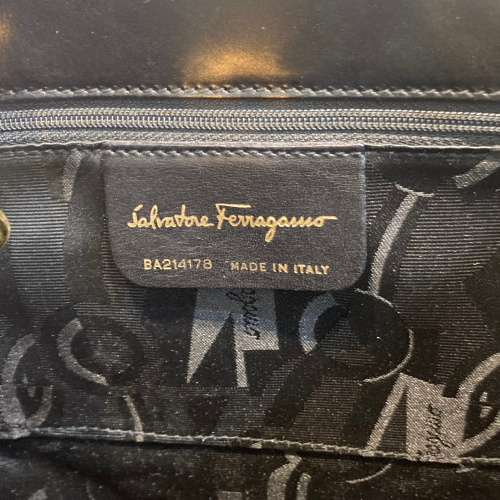 Salvatore Ferragamo
BA214178 MADE IN ITALY